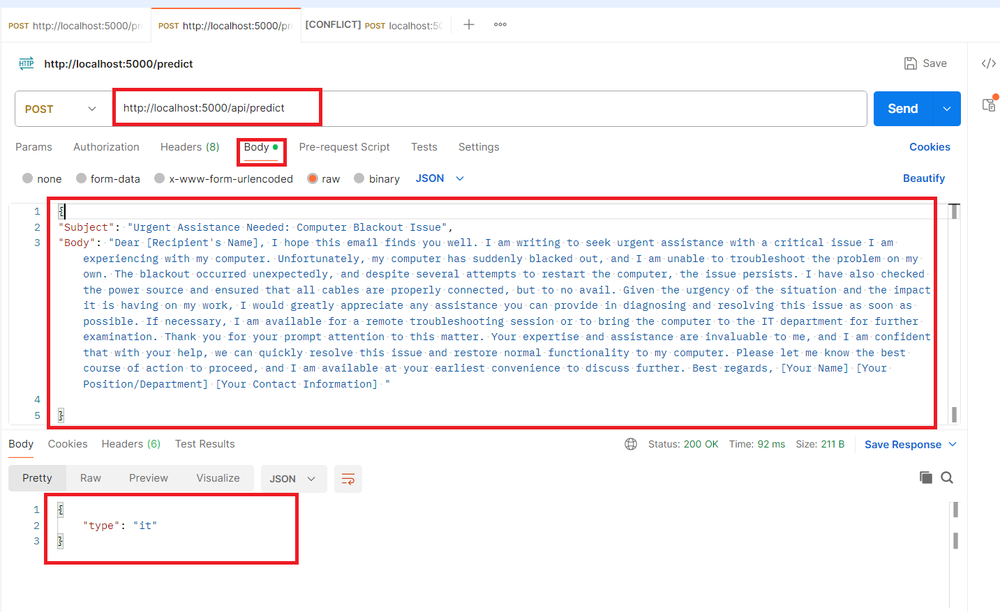 POST http://localhost:5000/pr
POST http://localhost:5000/pr
[CONFLICT] POST localhost:50
HTTP http://localhost:5000/predict
Save
POST
http://localhost:5000/api/predict
Send
Params Authorization Headers (8) Body Pre-request Script Tests Settings Cookies
none form-data x-www-form-urlencoded raw binary JSON Beautify
1 {
2 "Subject": "Urgent Assistance Needed: Computer Blackout Issue",
3 "Body": "Dear [Recipient's Name], I hope this email finds you well. I am writing to seek urgent assistance with a critical issue I am
experiencing with my computer. Unfortunately, my computer has suddenly blacked out, and I am unable to troubleshoot the problem on my
own. The blackout occurred unexpectedly, and despite several attempts to restart the computer, the issue persists. I have also checked
the power source and ensured that all cables are properly connected, but to no avail. Given the urgency of the situation and the impact
it is having on my work, I would greatly appreciate any assistance you can provide in diagnosing and resolving this issue as soon as
possible. If necessary, I am available for a remote troubleshooting session or to bring the computer to the IT department for further
examination. Thank you for your prompt attention to this matter. Your expertise and assistance are invaluable to me, and I am confident
that with your help, we can quickly resolve this issue and restore normal functionality to my computer. Please let me know the best
course of action to proceed, and I am available at your earliest convenience to discuss further. Best regards, [Your Name] [Your
Position/Department] [Your Contact Information] "
4
5 }
Body Cookies Headers (6) Test Results Status: 200 OK Time: 92 ms Size: 211 B Save Response
Pretty Raw Preview Visualize JSON
1 {
2 "type": "it"
3 }